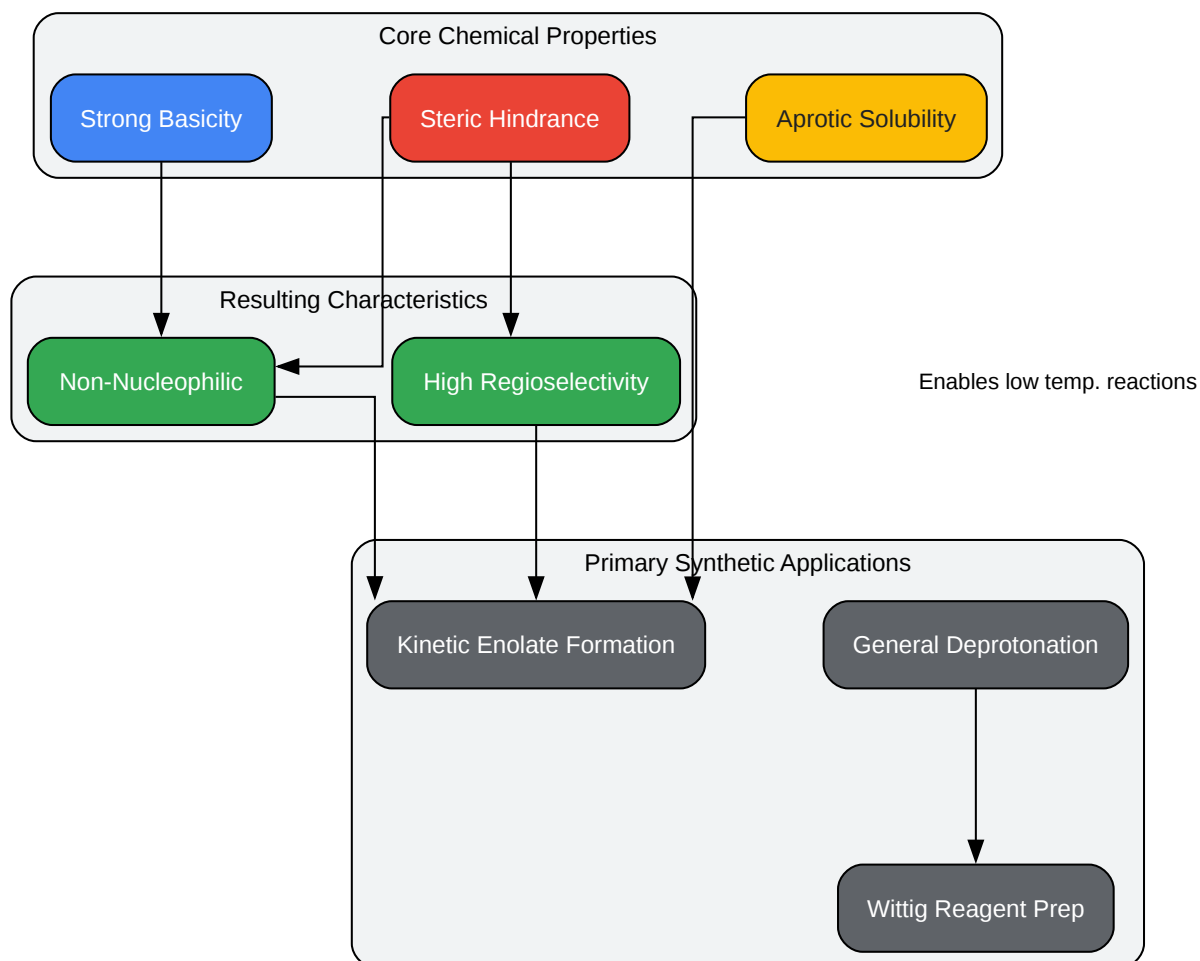 Core Chemical Properties
Strong Basicity
Steric Hindrance
Aprotic Solubility
Resulting Characteristics
Non-Nucleophilic
High Regioselectivity
Enables low temp. reactions
Primary Synthetic Applications
Kinetic Enolate Formation
General Deprotonation
Wittig Reagent Prep